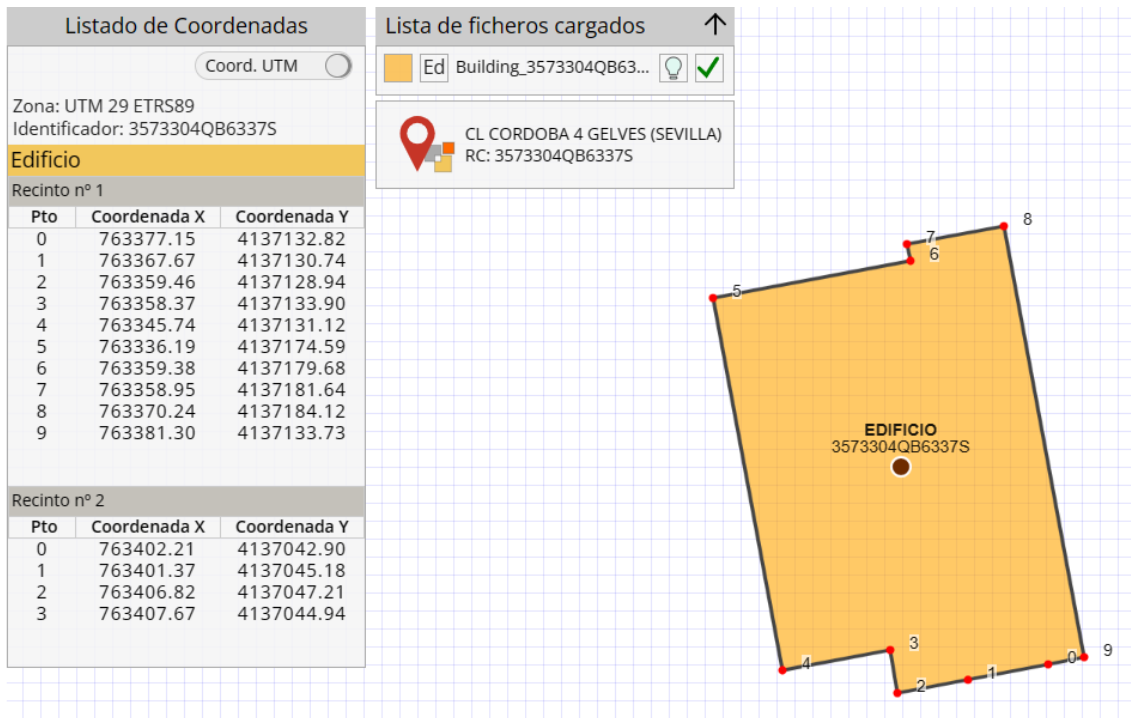 Listado de Coordenadas
Coord. UTM
Zona: UTM 29 ETRS89
Identificador: 3573304QB6337S
Edificio
Recinto nº 1
Pto Coordenada X Coordenada Y
0 763377.15 4137132.82
1 763367.67 4137130.74
2 763359.46 4137128.94
3 763358.37 4137133.90
4 763345.74 4137131.12
5 763336.19 4137174.59
6 763359.38 4137179.68
7 763358.95 4137181.64
8 763370.24 4137184.12
9 763381.30 4137133.73
Recinto nº 2
Pto Coordenada X Coordenada Y
0 763402.21 4137042.90
1 763401.37 4137045.18
2 763406.82 4137047.21
3 763407.67 4137044.94
Lista de ficheros cargados
Ed Building_3573304QB63...
CL CORDOBA 4 GELVES (SEVILLA)
RC: 3573304QB6337S
8
7
6
5
EDIFICIO
3573304QB6337S
3
9
0
4
1
2